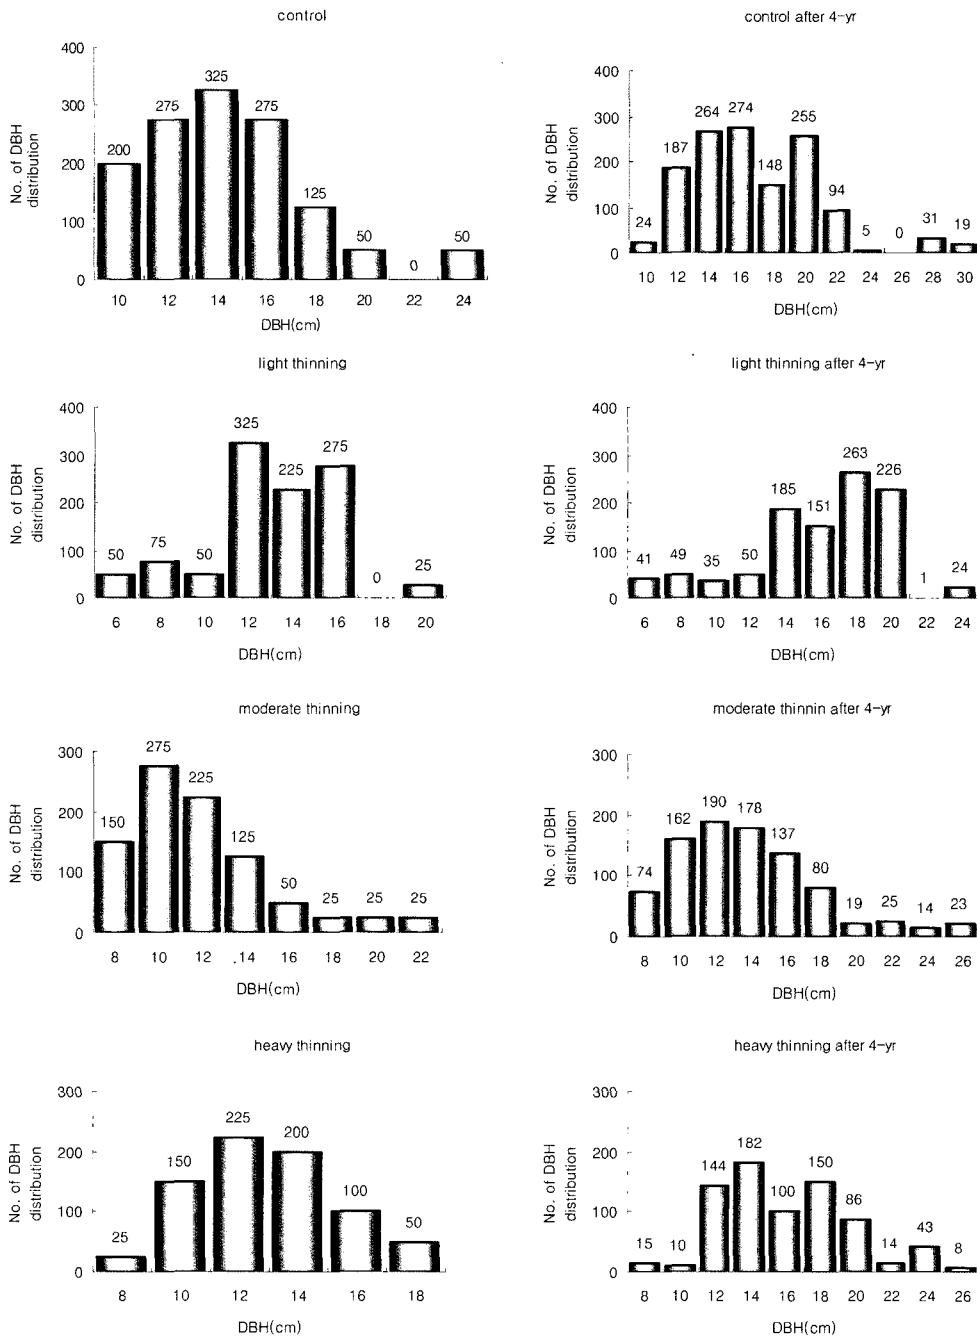 control
400
300
200
100
0
No. of DBH
distribution
200
275
325
275
125
50
0
50
10 12 14 16 18 20 22 24
DBH(cm)
control after 4-yr
400
300
200
100
0
No. of DBH
distribution
24
187
264
274
148
255
94
5
0
31
19
10 12 14 16 18 20 22 24 26 28 30
DBH(cm)
light thinning
400
300
200
100
0
No. of DBH
distribution
50
75
50
325
225
275
0
25
6 8 10 12 14 16 18 20
DBH(cm)
light thinning after 4-yr
400
300
200
100
0
No. of DBH
distribution
41
49
35
50
185
151
263
226
1
24
6 8 10 12 14 16 18 20 22 24
DBH(cm)
moderate thinning
300
200
100
0
No. of DBH
distribution
150
275
225
125
50
25
25
25
8 10 12 14 16 18 20 22
DBH(cm)
moderate thinnin after 4-yr
300
200
100
0
No. of DBH
distribution
74
162
190
178
137
80
19
25
14
23
8 10 12 14 16 18 20 22 24 26
DBH(cm)
heavy thinning
300
200
100
0
No. of DBH
distribution
25
150
225
200
100
50
8 10 12 14 16 18
DBH(cm)
heavy thinning after 4-yr
300
200
100
0
No. of DBH
distribution
15
10
144
182
100
150
86
14
43
8
8 10 12 14 16 18 20 22 24 26
DBH(cm)